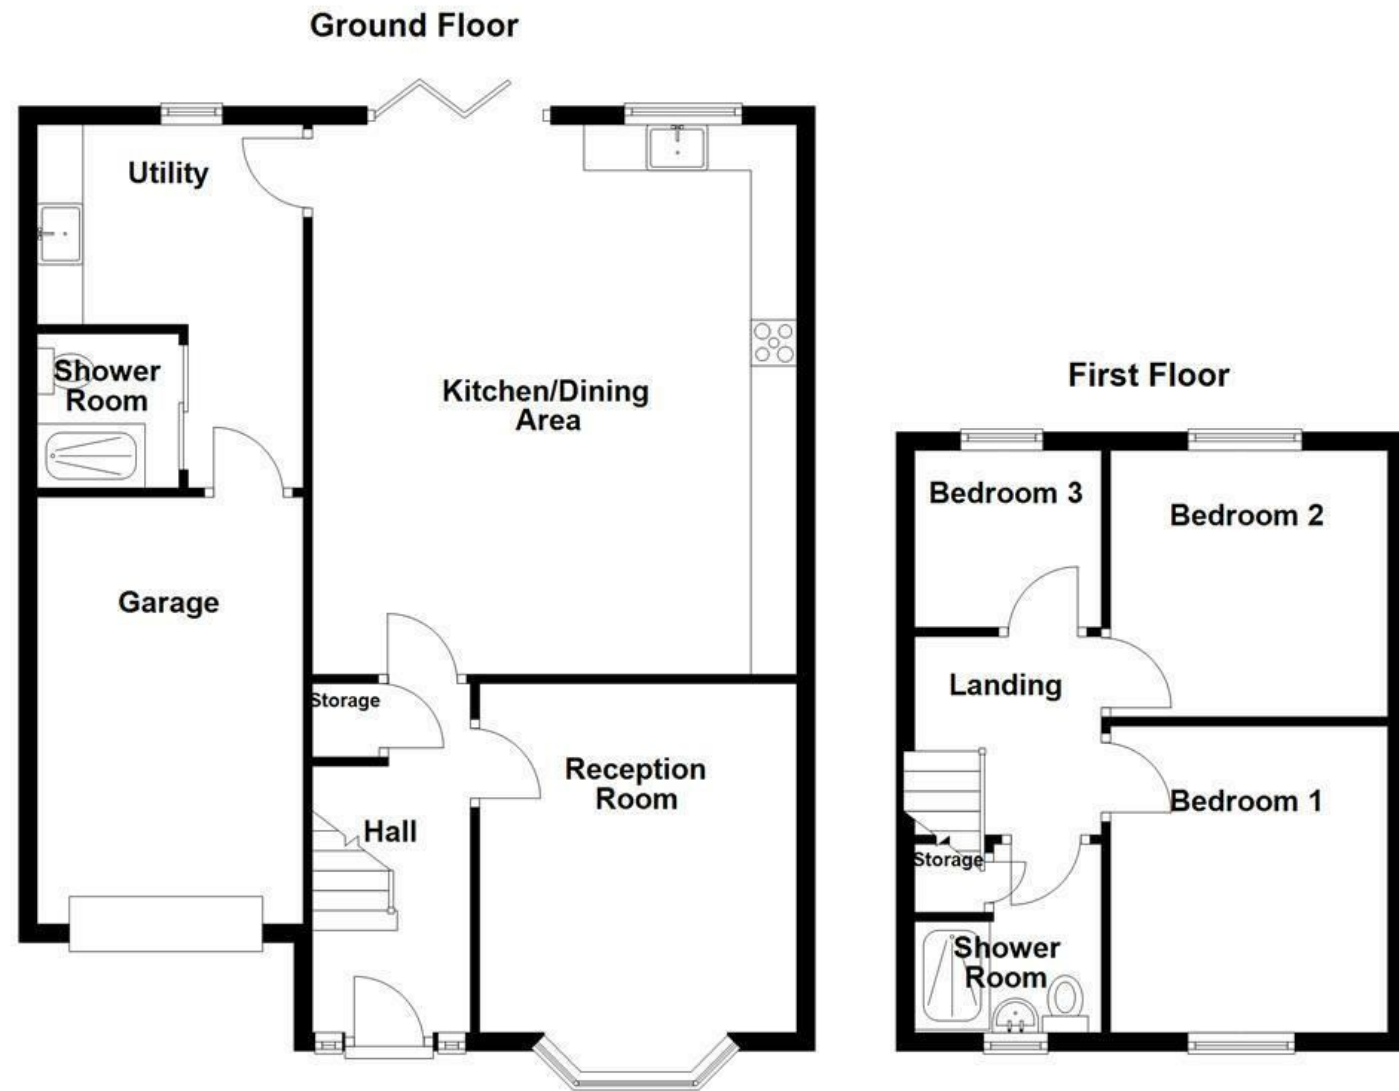 Ground Floor
Utility
Shower
Room
Kitchen/Dining
Area
Garage
Storage
Reception
Room
Hall
First Floor
Bedroom 3
Bedroom 2
Landing
Bedroom 1
Storage
Shower
Room